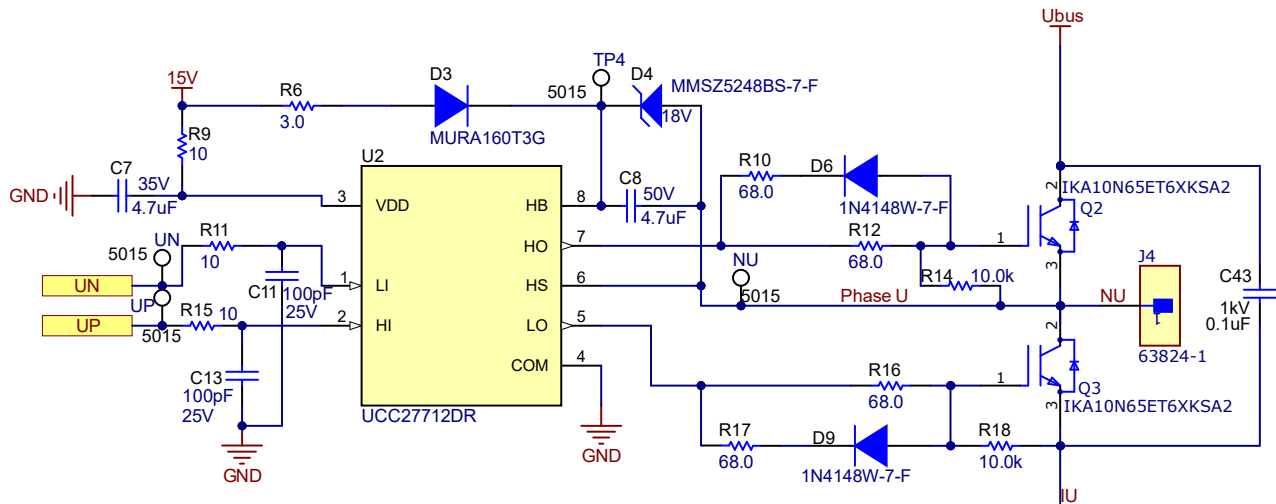 Ubus
TP4
D3
D4
MMSZ5248BS-7-F
15V
R6
5015
18V
3.0
MURA160T3G
R9
10
U2
C7
35V
GND
4.7uF
R10
D6
C8
50V
68.0
1N4148W-7-F
2
IKA10N65ET6XKSA2
3
VDD
HB
8
4.7uF
Q2
UN
R11
HO
7
R12
1
5015
10
68.0
3
J4
UN
1
LI
HS
6
NU
R14
10.0k
C43
C11
100pF
5015
Phase U
NU
UP
R15
10
25V
1kV
UP
2
HI
LO
5
2
0.1uF
5015
63824-1
C13
COM
4
R16
1
100pF
68.0
Q3
25V
UCC27712DR
3
IKA10N65ET6XKSA2
R17
D9
R18
GND
GND
68.0
10.0k
1N4148W-7-F
IU